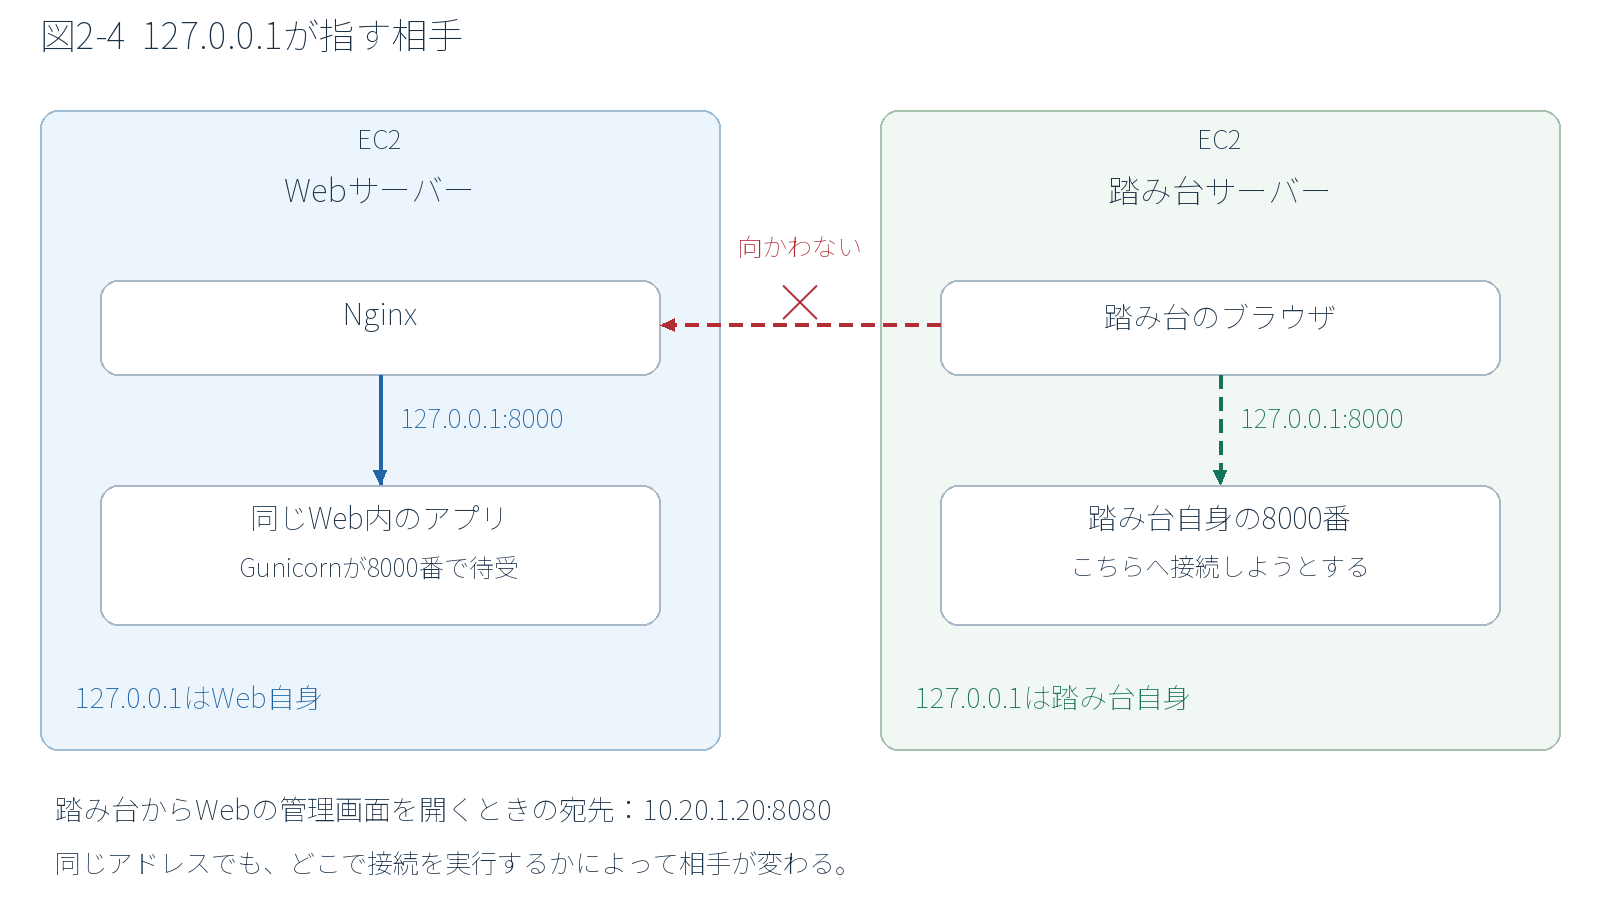 図2-4 127.0.0.1が指す相手
EC2
Webサーバー
Nginx
127.0.0.1:8000
同じWeb内のアプリ
Gunicornが8000番で待受
127.0.0.1はWeb自身
向かわない
EC2
踏み台サーバー
踏み台のブラウザ
127.0.0.1:8000
踏み台自身の8000番
こちらへ接続しようとする
127.0.0.1は踏み台自身
踏み台からWebの管理画面を開くときの宛先：10.20.1.20:8080
同じアドレスでも、どこで接続を実行するかによって相手が変わる。